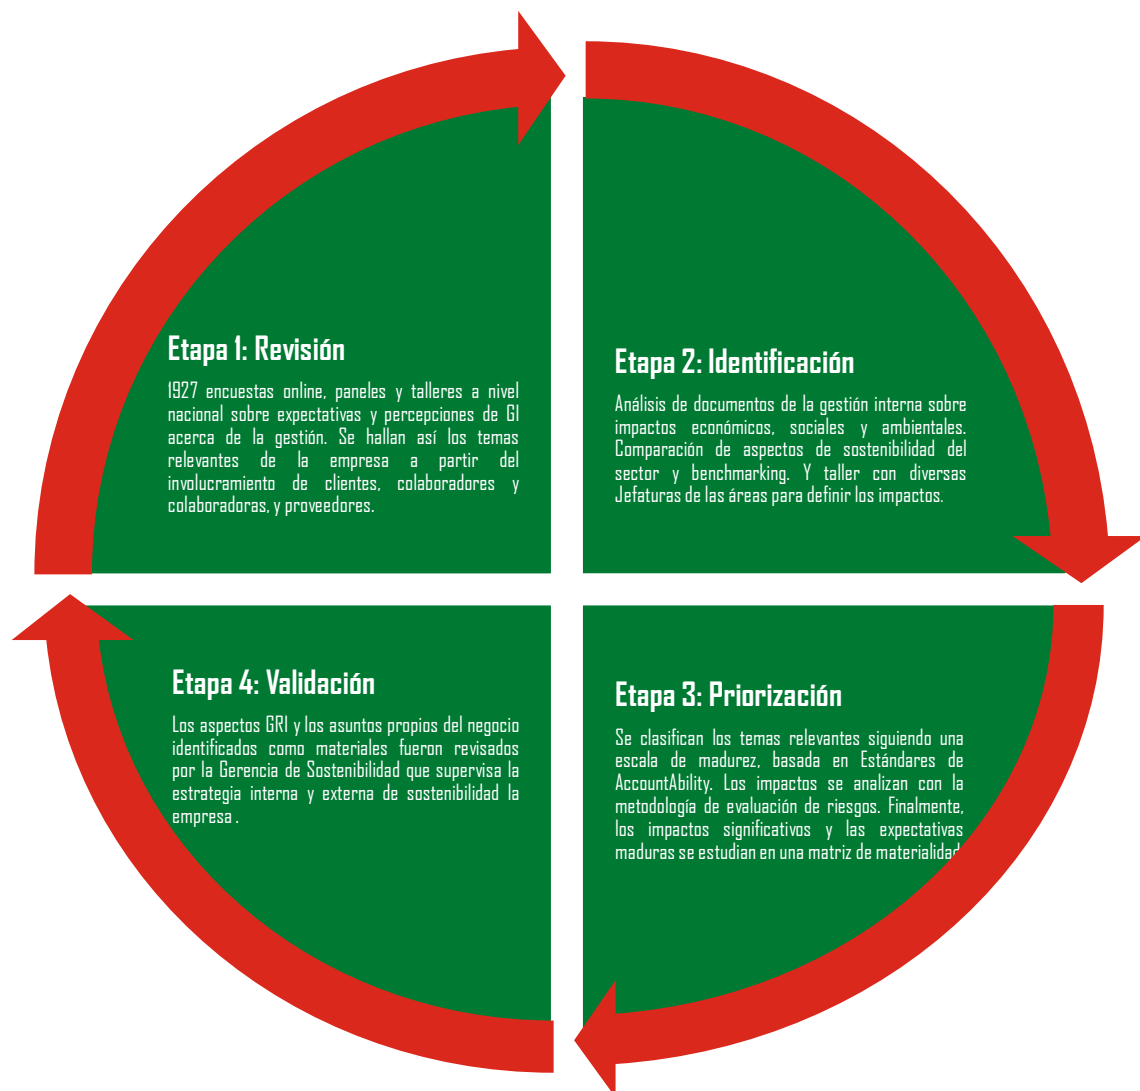 Etapa 1: Revisión
1927 encuestas online, paneles y talleres a nivel
nacional sobre expectativas y percepciones de GI
acerca de la gestión. Se hallan así los temas
relevantes de la empresa a partir del
involucramiento de clientes, colaboradores y
colaboradoras, y proveedores.
Etapa 2: Identificación
Análisis de documentos de la gestión interna sobre
impactos económicos, sociales y ambientales.
Comparación de aspectos de sostenibilidad del
sector y benchmarking. Y taller con diversas
Jefaturas de las áreas para definir los impactos.
Etapa 4: Validación
Los aspectos GRI y los asuntos propios del negocio
identificados como materiales fueron revisados
por la Gerencia de Sostenibilidad que supervisa la
estrategia interna y externa de sostenibilidad la
empresa .
Etapa 3: Priorización
Se clasifican los temas relevantes siguiendo una
escala de madurez, basada en Estándares de
AccountAbility. Los impactos se analizan con la
metodología de evaluación de riesgos. Finalmente,
los impactos significativos y las expectativas
maduras se estudian en una matriz de materialidad